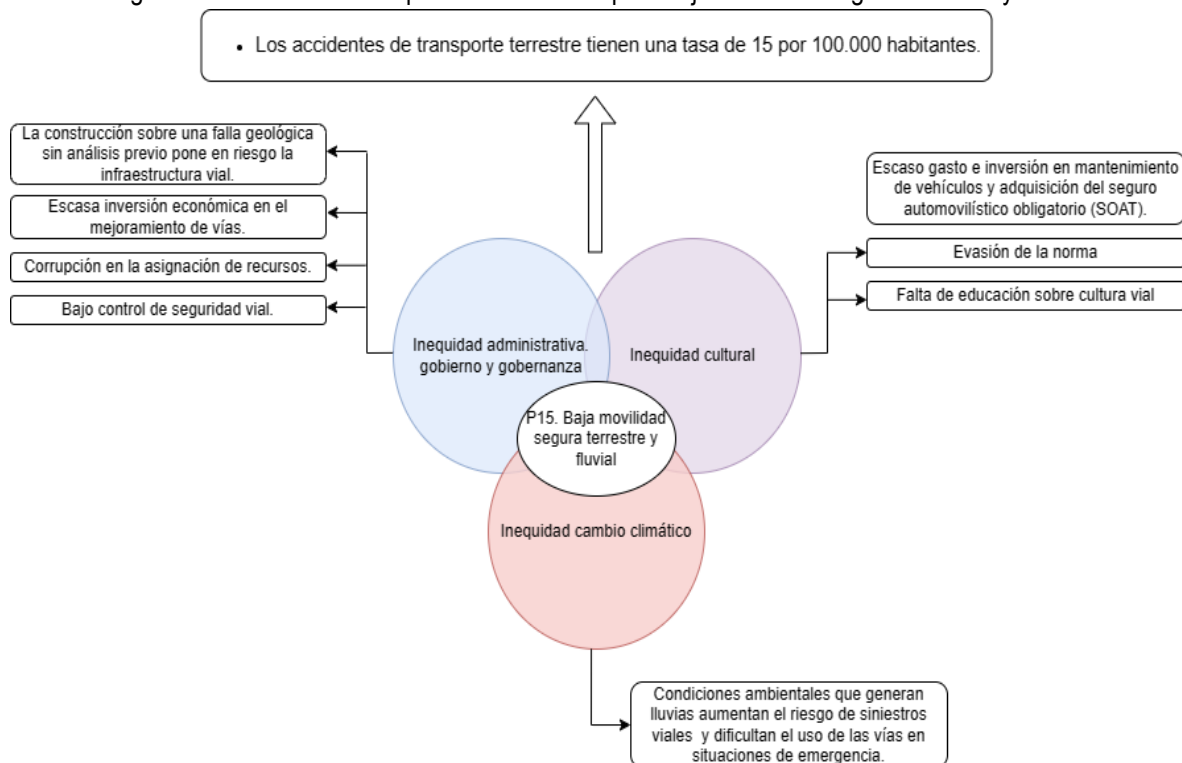 • Los accidentes de transporte terrestre tienen una tasa de 15 por 100.000 habitantes.
La construcción sobre una falla geológica
sin análisis previo pone en riesgo la
infraestructura vial.
Escasa inversión económica en el
mejoramiento de vías.
Corrupción en la asignación de recursos.
Bajo control de seguridad vial.
Escaso gasto e inversión en mantenimiento
de vehículos y adquisición del seguro
automovilístico obligatorio (SOAT).
Evasión de la norma
Falta de educación sobre cultura vial
Inequidad administrativa.
gobierno y gobernanza
Inequidad cultural
P15. Baja movilidad
segura terrestre y
fluvial
Inequidad cambio climático
Condiciones ambientales que generan
lluvias aumentan el riesgo de siniestros
viales y dificultan el uso de las vías en
situaciones de emergencia.